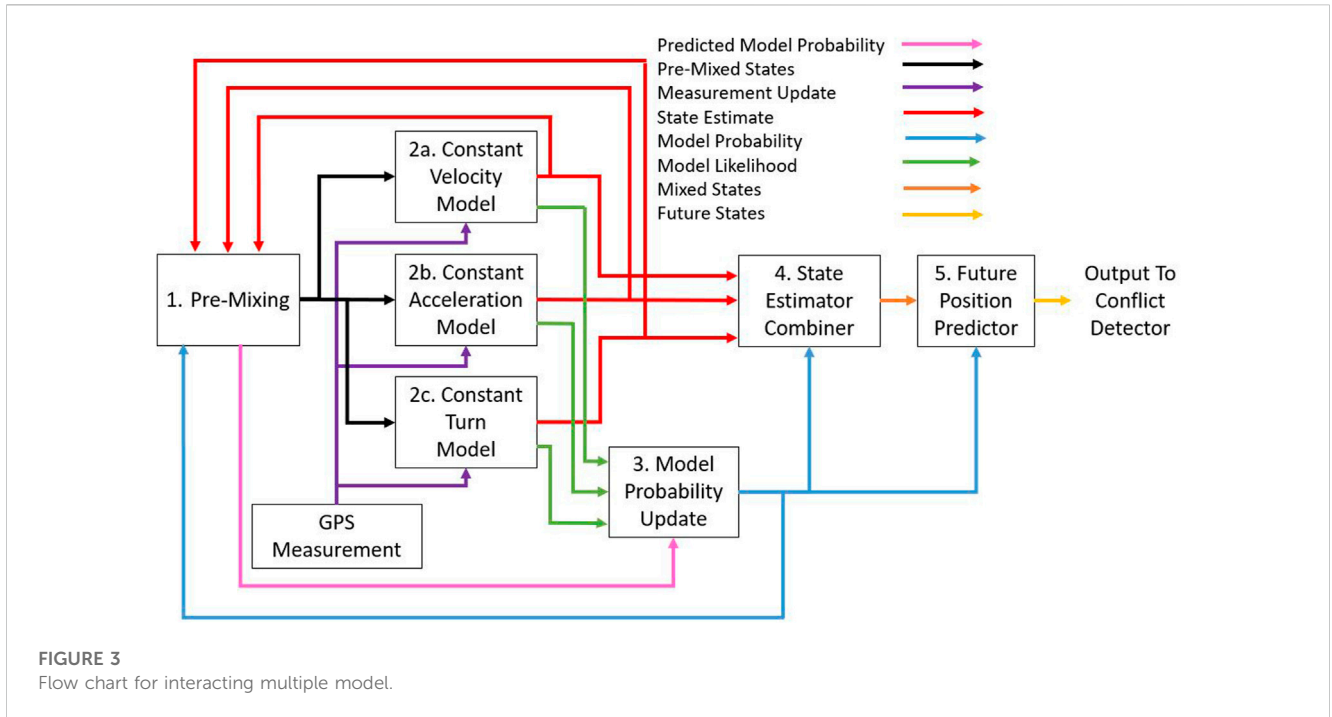 Predicted Model Probability
Pre-Mixed States
Measurement Update
State Estimate
Model Probability
Model Likelihood
Mixed States
Future States
1. Pre-Mixing
2a. Constant
Velocity
Model
2b. Constant
Acceleration
Model
2c. Constant
Turn
Model
GPS
Measurement
3. Model
Probability
Update
4. State
Estimator
Combiner
5. Future
Position
Predictor
Output To
Conflict
Detector
FIGURE 3
Flow chart for interacting multiple model.